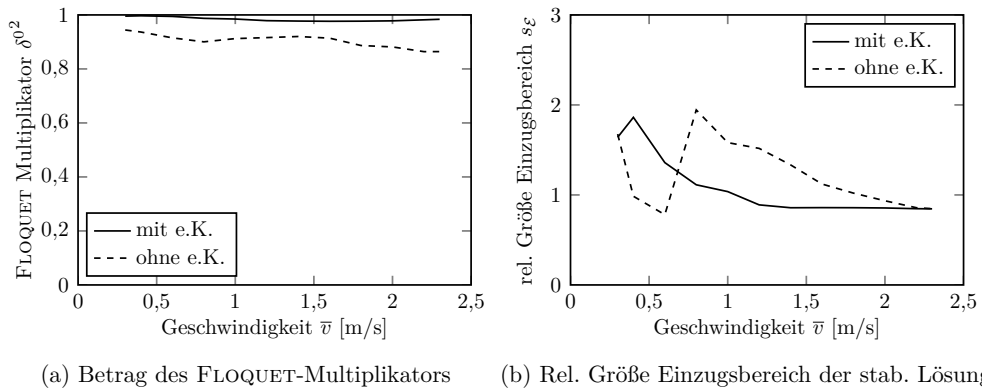 FLOQUET Multiplikator δ⁰²
1
0,8
0,6
0,4
0,2
0
mit e.K.
ohne e.K.
0
0,5
1
1,5
2
2,5
Geschwindigkeit v̅ [m/s]
(a) Betrag des FLOQUET-Multiplikators
rel. Größe Einzugsbereich sℰ
3
2
1
0
mit e.K.
ohne e.K.
0
0,5
1
1,5
2
2,5
Geschwindigkeit v̅ [m/s]
(b) Rel. Größe Einzugsbereich der stab. Lösung